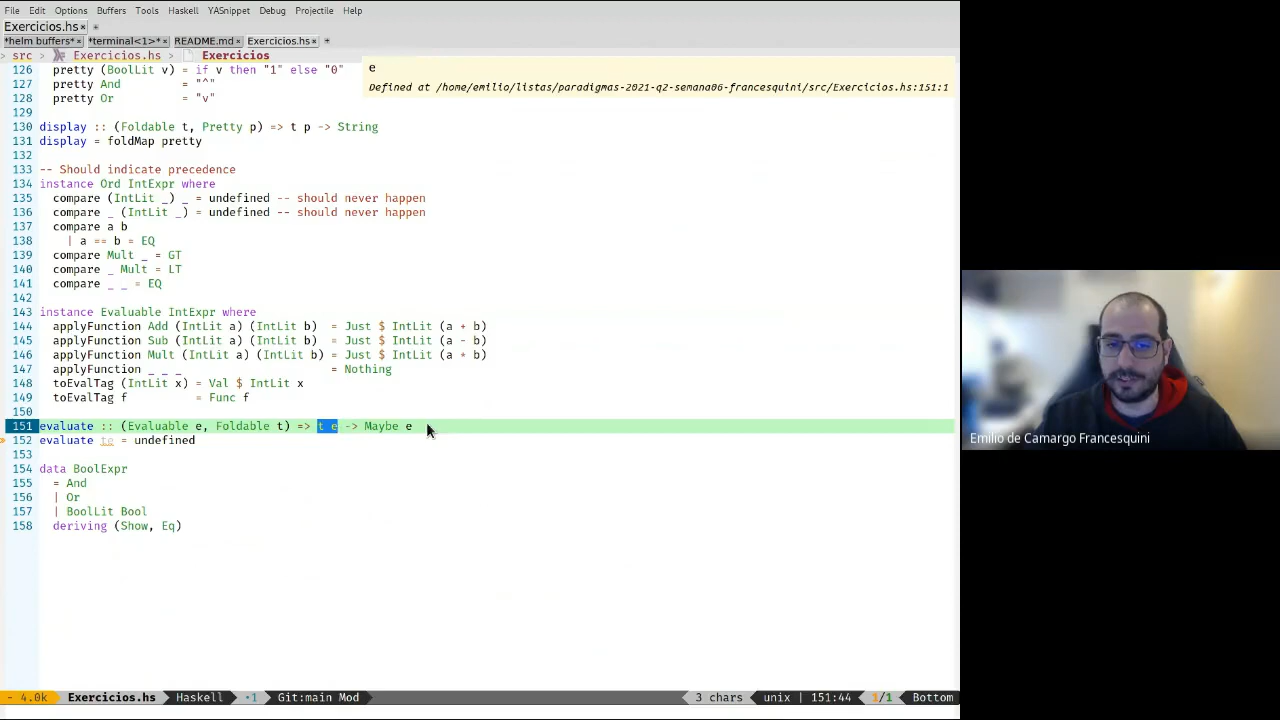 File Edit Options Buffers Tools Haskell YASnippet Debug Projectile Help
Exercicios.hs× +
*helm buffers*× *terminal<1>*× README.md× Exercicios.hs× +
> src > Exercicios.hs > Exercicios
126 pretty (BoolLit v) = if v then "1" else "0"
127 pretty And = "^"
128 pretty Or = "v"
e
Defined at /home/emilio/listas/paradigmas-2021-q2-semana06-francesquini/src/Exercicios.hs:151:1
129
130 display :: (Foldable t, Pretty p) => t p -> String
131 display = foldMap pretty
132
133 -- Should indicate precedence
134 instance Ord IntExpr where
135 compare (IntLit _) _ = undefined -- should never happen
136 compare _ (IntLit _) = undefined -- should never happen
137 compare a b
138 | a == b = EQ
139 compare Mult _ = GT
140 compare _ Mult = LT
141 compare _ _ = EQ
142
143 instance Evaluable IntExpr where
144 applyFunction Add (IntLit a) (IntLit b) = Just $ IntLit (a + b)
145 applyFunction Sub (IntLit a) (IntLit b) = Just $ IntLit (a - b)
146 applyFunction Mult (IntLit a) (IntLit b) = Just $ IntLit (a * b)
147 applyFunction _ _ _ = Nothing
148 toEvalTag (IntLit x) = Val $ IntLit x
149 toEvalTag f = Func f
150
151 evaluate :: (Evaluable e, Foldable t) => t e -> Maybe e
152 evaluate te = undefined
153
154 data BoolExpr
155 = And
156 | Or
157 | BoolLit Bool
158 deriving (Show, Eq)
Emilio de Camargo Francesquini
- 4.0k Exercicios.hs Haskell •1 Git:main Mod 3 chars unix 151:44 1/1 Bottom